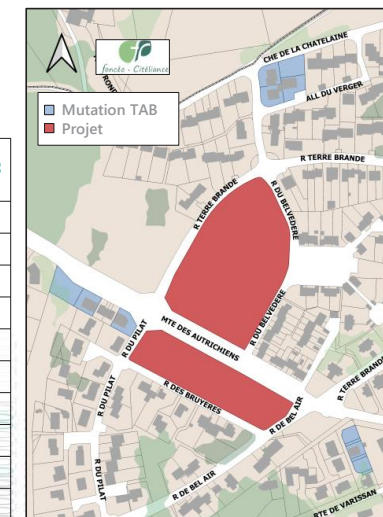 foncéo - Citéliance
Mutation TAB
Projet
CHE DE LA CHATELAINE
ALL DU VERGER
R TERRE BRANDE
R TERRE BRANDE
R DU BELVEDERE
R DU BELVEDERE
MTE DES AUTRICHIENS
R DU PILAT
R DES BRUYERES
R DU PILAT
R TERRE BRANDE
R DE BEL AIR
R DE BEL AIR
R DU PILAT
RTE DE VARISSAN